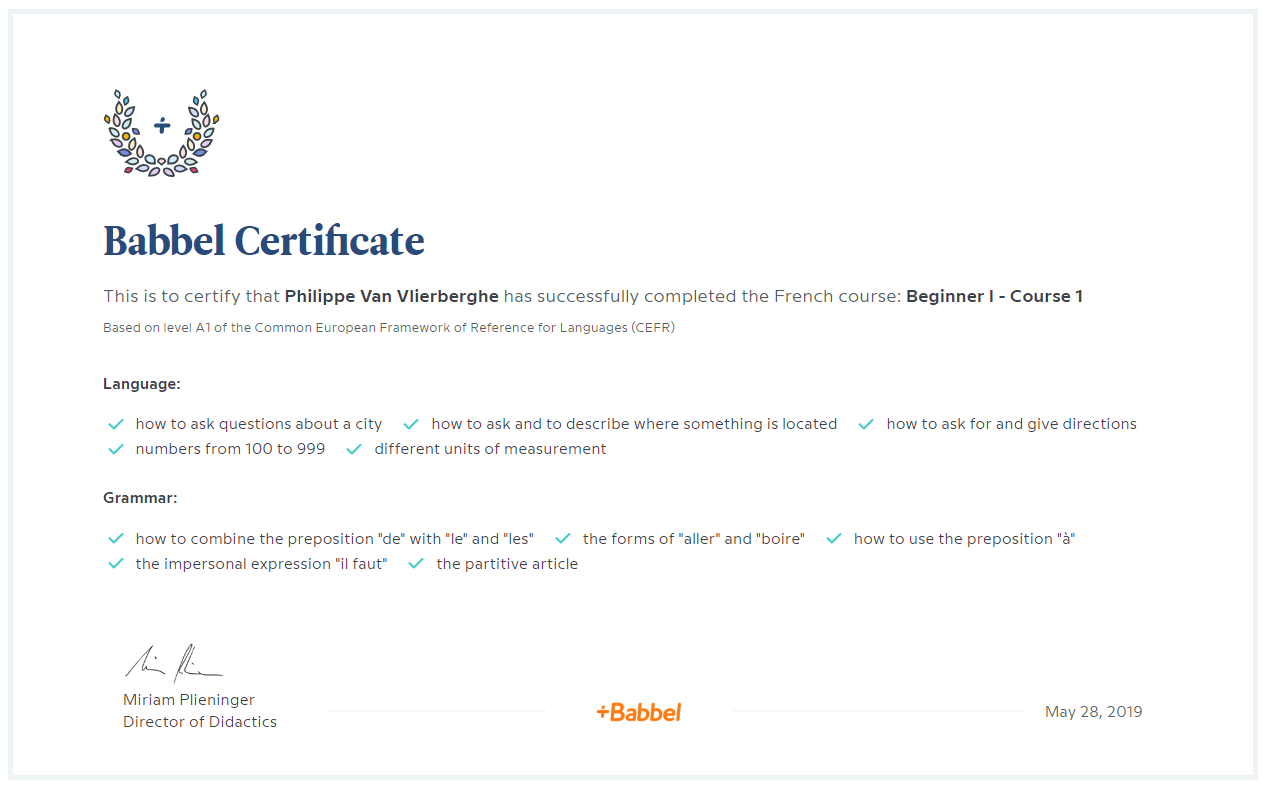 Babbel Certificate
This is to certify that Philippe Van Vlierberghe has successfully completed the French course: Beginner I - Course 1
Based on level A1 of the Common European Framework of Reference for Languages (CEFR)
Language:
how to ask questions about a city how to ask and to describe where something is located how to ask for and give directions
numbers from 100 to 999 different units of measurement
Grammar:
how to combine the preposition "de" with "le" and "les" the forms of "aller" and "boire" how to use the preposition "à"
the impersonal expression "il faut" the partitive article
Miriam Plieninger
Director of Didactics
+Babbel
May 28, 2019